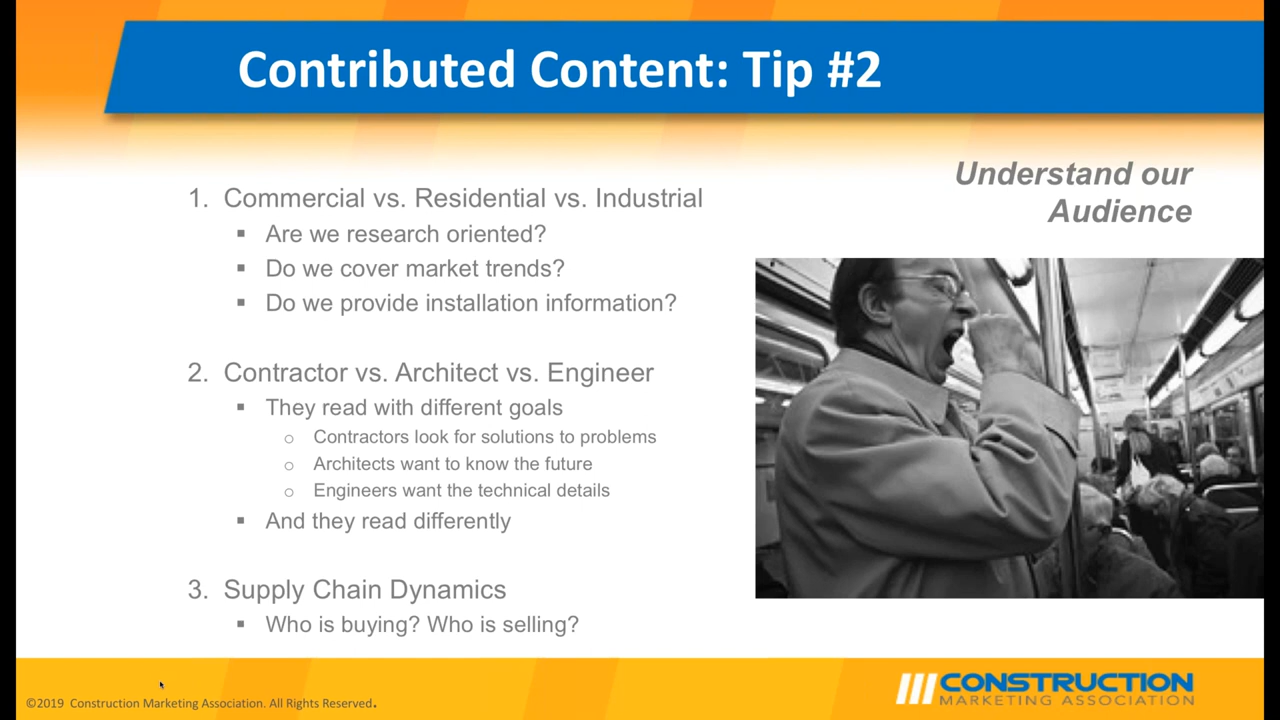 Contributed Content: Tip #2
Understand our
Audience
1. Commercial vs. Residential vs. Industrial
▪ Are we research oriented?
▪ Do we cover market trends?
▪ Do we provide installation information?
2. Contractor vs. Architect vs. Engineer
▪ They read with different goals
○ Contractors look for solutions to problems
○ Architects want to know the future
○ Engineers want the technical details
▪ And they read differently
3. Supply Chain Dynamics
▪ Who is buying? Who is selling?
©2019 Construction Marketing Association. All Rights Reserved.
CONSTRUCTION
MARKETING ASSOCIATION